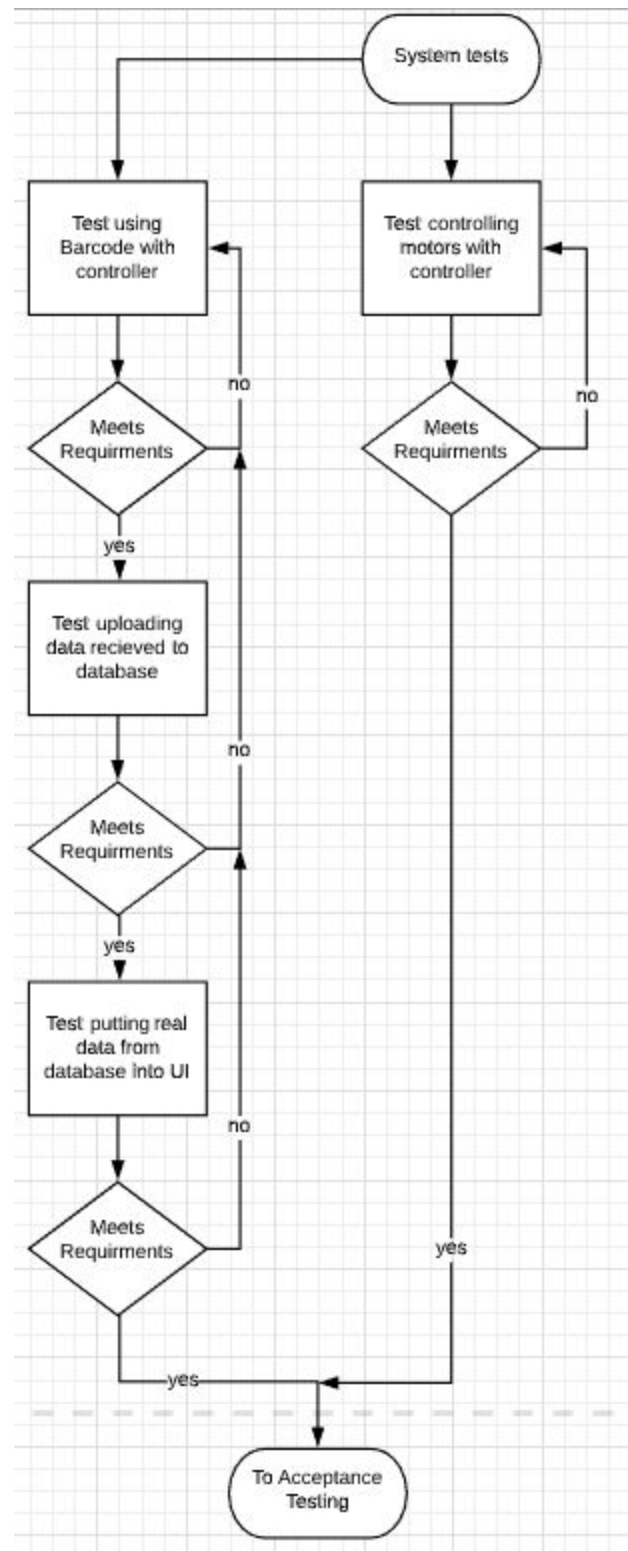 System tests
Test using
Barcode with
controller
Test controlling
motors with
controller
no
no
Meets
Requirments
Meets
Requirments
yes
Test uploading
data recieved to
database
no
Meets
Requirments
yes
Test putting real
data from
database into UI
no
Meets
Requirments
yes
yes
To Acceptance
Testing